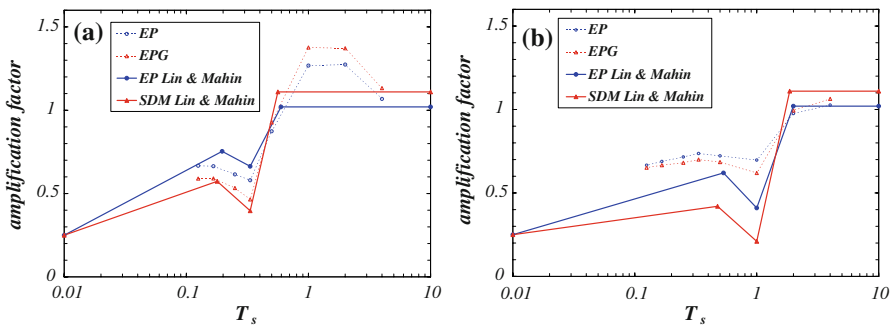 (a)
EP
EPG
EP Lin & Mahin
SDM Lin & Mahin
amplification factor
1.5
1
0.5
0
0.01
0.1
1
10
T s
(b)
EP
EPG
EP Lin & Mahin
SDM Lin & Mahin
amplification factor
1.5
1
0.5
0
0.01
0.1
1
10
T s